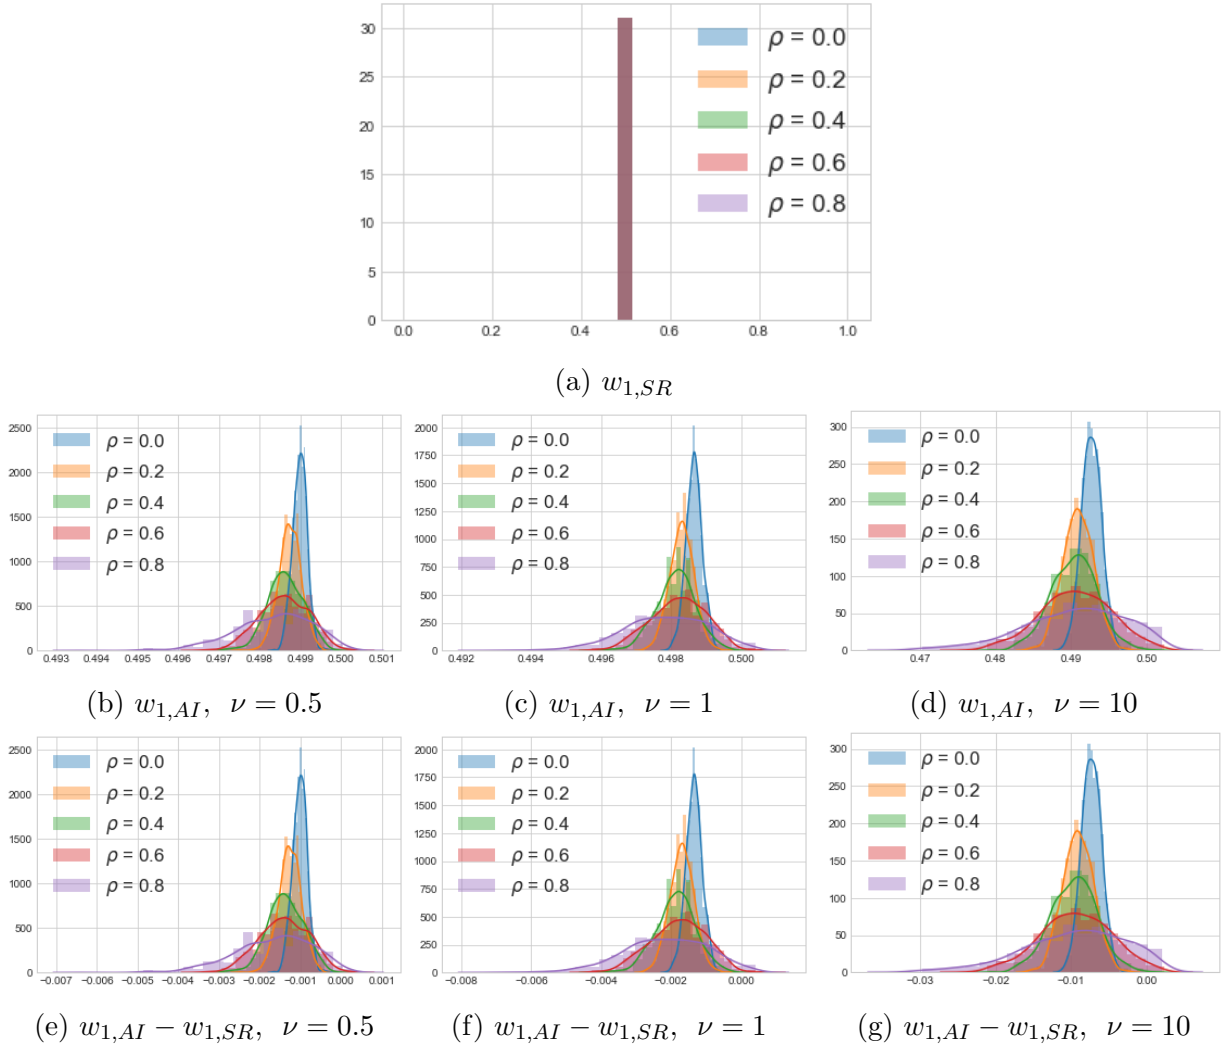 30
25
20
15
10
5
0
0.0 0.2 0.4 0.6 0.8 1.0
ρ = 0.0
ρ = 0.2
ρ = 0.4
ρ = 0.6
ρ = 0.8
(a) w1,SR
2500
2000
1500
1000
500
0
0.493 0.494 0.495 0.496 0.497 0.498 0.499 0.500 0.501
ρ = 0.0
ρ = 0.2
ρ = 0.4
ρ = 0.6
ρ = 0.8
(b) w1,AI, ν = 0.5
2000
1750
1500
1250
1000
750
500
250
0
0.492 0.494 0.496 0.498 0.500
ρ = 0.0
ρ = 0.2
ρ = 0.4
ρ = 0.6
ρ = 0.8
(c) w1,AI, ν = 1
300
250
200
150
100
50
0
0.47 0.48 0.49 0.50
ρ = 0.0
ρ = 0.2
ρ = 0.4
ρ = 0.6
ρ = 0.8
(d) w1,AI, ν = 10
2500
2000
1500
1000
500
0
−0.007 −0.006 −0.005 −0.004 −0.003 −0.002 −0.001 0.000 0.001
ρ = 0.0
ρ = 0.2
ρ = 0.4
ρ = 0.6
ρ = 0.8
(e) w1,AI − w1,SR, ν = 0.5
2000
1750
1500
1250
1000
750
500
250
0
−0.008 −0.006 −0.004 −0.002 0.000
ρ = 0.0
ρ = 0.2
ρ = 0.4
ρ = 0.6
ρ = 0.8
(f) w1,AI − w1,SR, ν = 1
300
250
200
150
100
50
0
−0.03 −0.02 −0.01 0.00
ρ = 0.0
ρ = 0.2
ρ = 0.4
ρ = 0.6
ρ = 0.8
(g) w1,AI − w1,SR, ν = 10